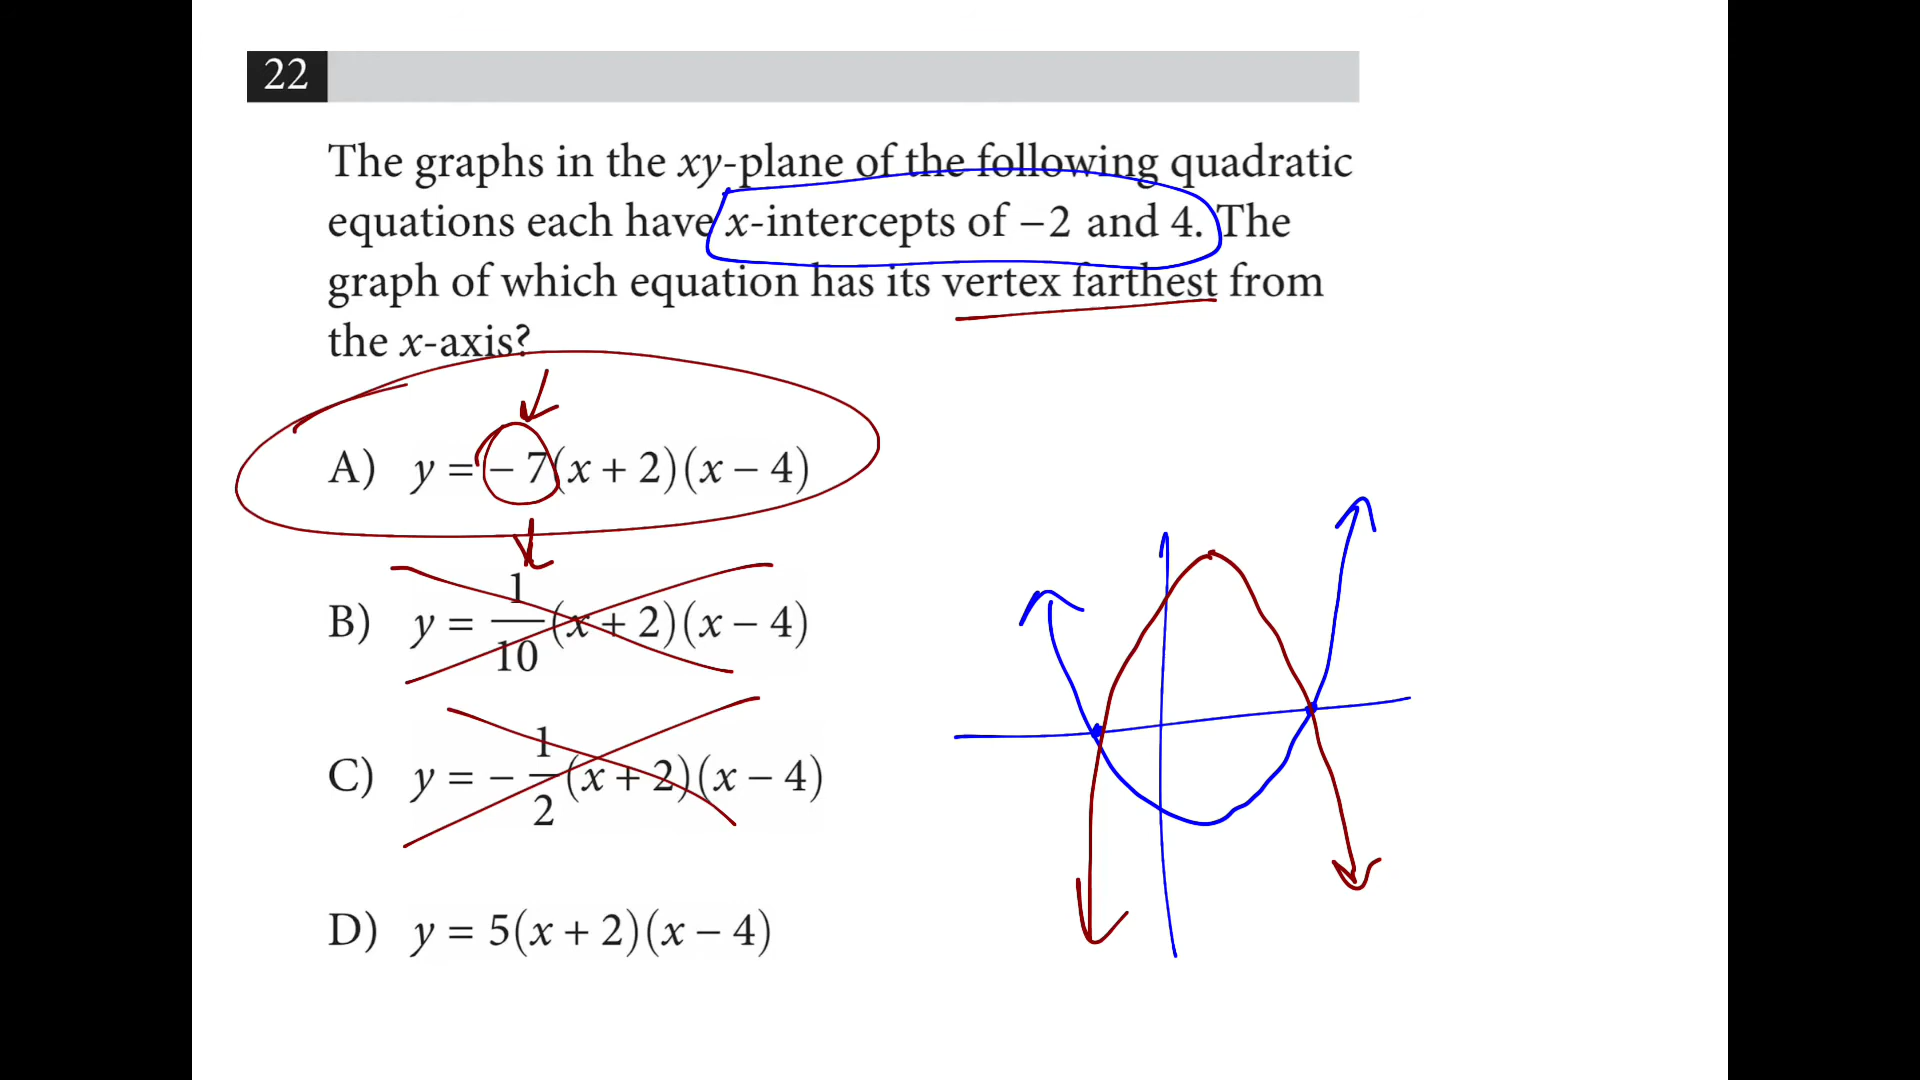 22
The graphs in the xy-plane of the following quadratic
equations each have x-intercepts of −2 and 4. The
graph of which equation has its vertex farthest from
the x-axis?
A) y = − 7(x + 2)(x − 4)
B) y = 1/10 (x + 2)(x − 4)
C) y = − 1/2 (x + 2)(x − 4)
D) y = 5(x + 2)(x − 4)